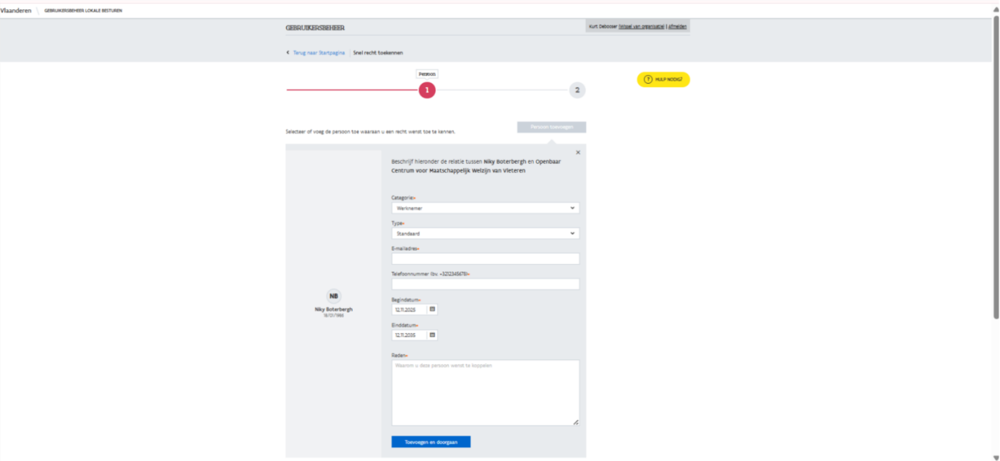 Vlaanderen
GEBRUIKERSBEHEER LOKALE BESTUREN
GEBRUIKERSBEHEER
Kurt Debooser (Wissel van organisatie) | Afmelden
Terug naar Startpagina
Snel recht toekennen
Persoon
1
2
HULP NODIG?
Selecteer of voeg de persoon toe waaraan u een recht wenst toe te kennen.
Persoon toevoegen
Beschrijf hieronder de relatie tussen Niky Boterbergh en Openbaar
Centrum voor Maatschappelijk Welzijn van Vleteren
Categorie*
Werknemer
Type*
Standaard
E-mailadres*
Telefoonnummer (bv. +3212345678)*
NB
Niky Boterbergh
18/01/1986
Begindatum*
12.11.2025
Einddatum*
12.11.2035
Reden*
Waarom u deze persoon wenst te koppelen
Toevoegen en doorgaan